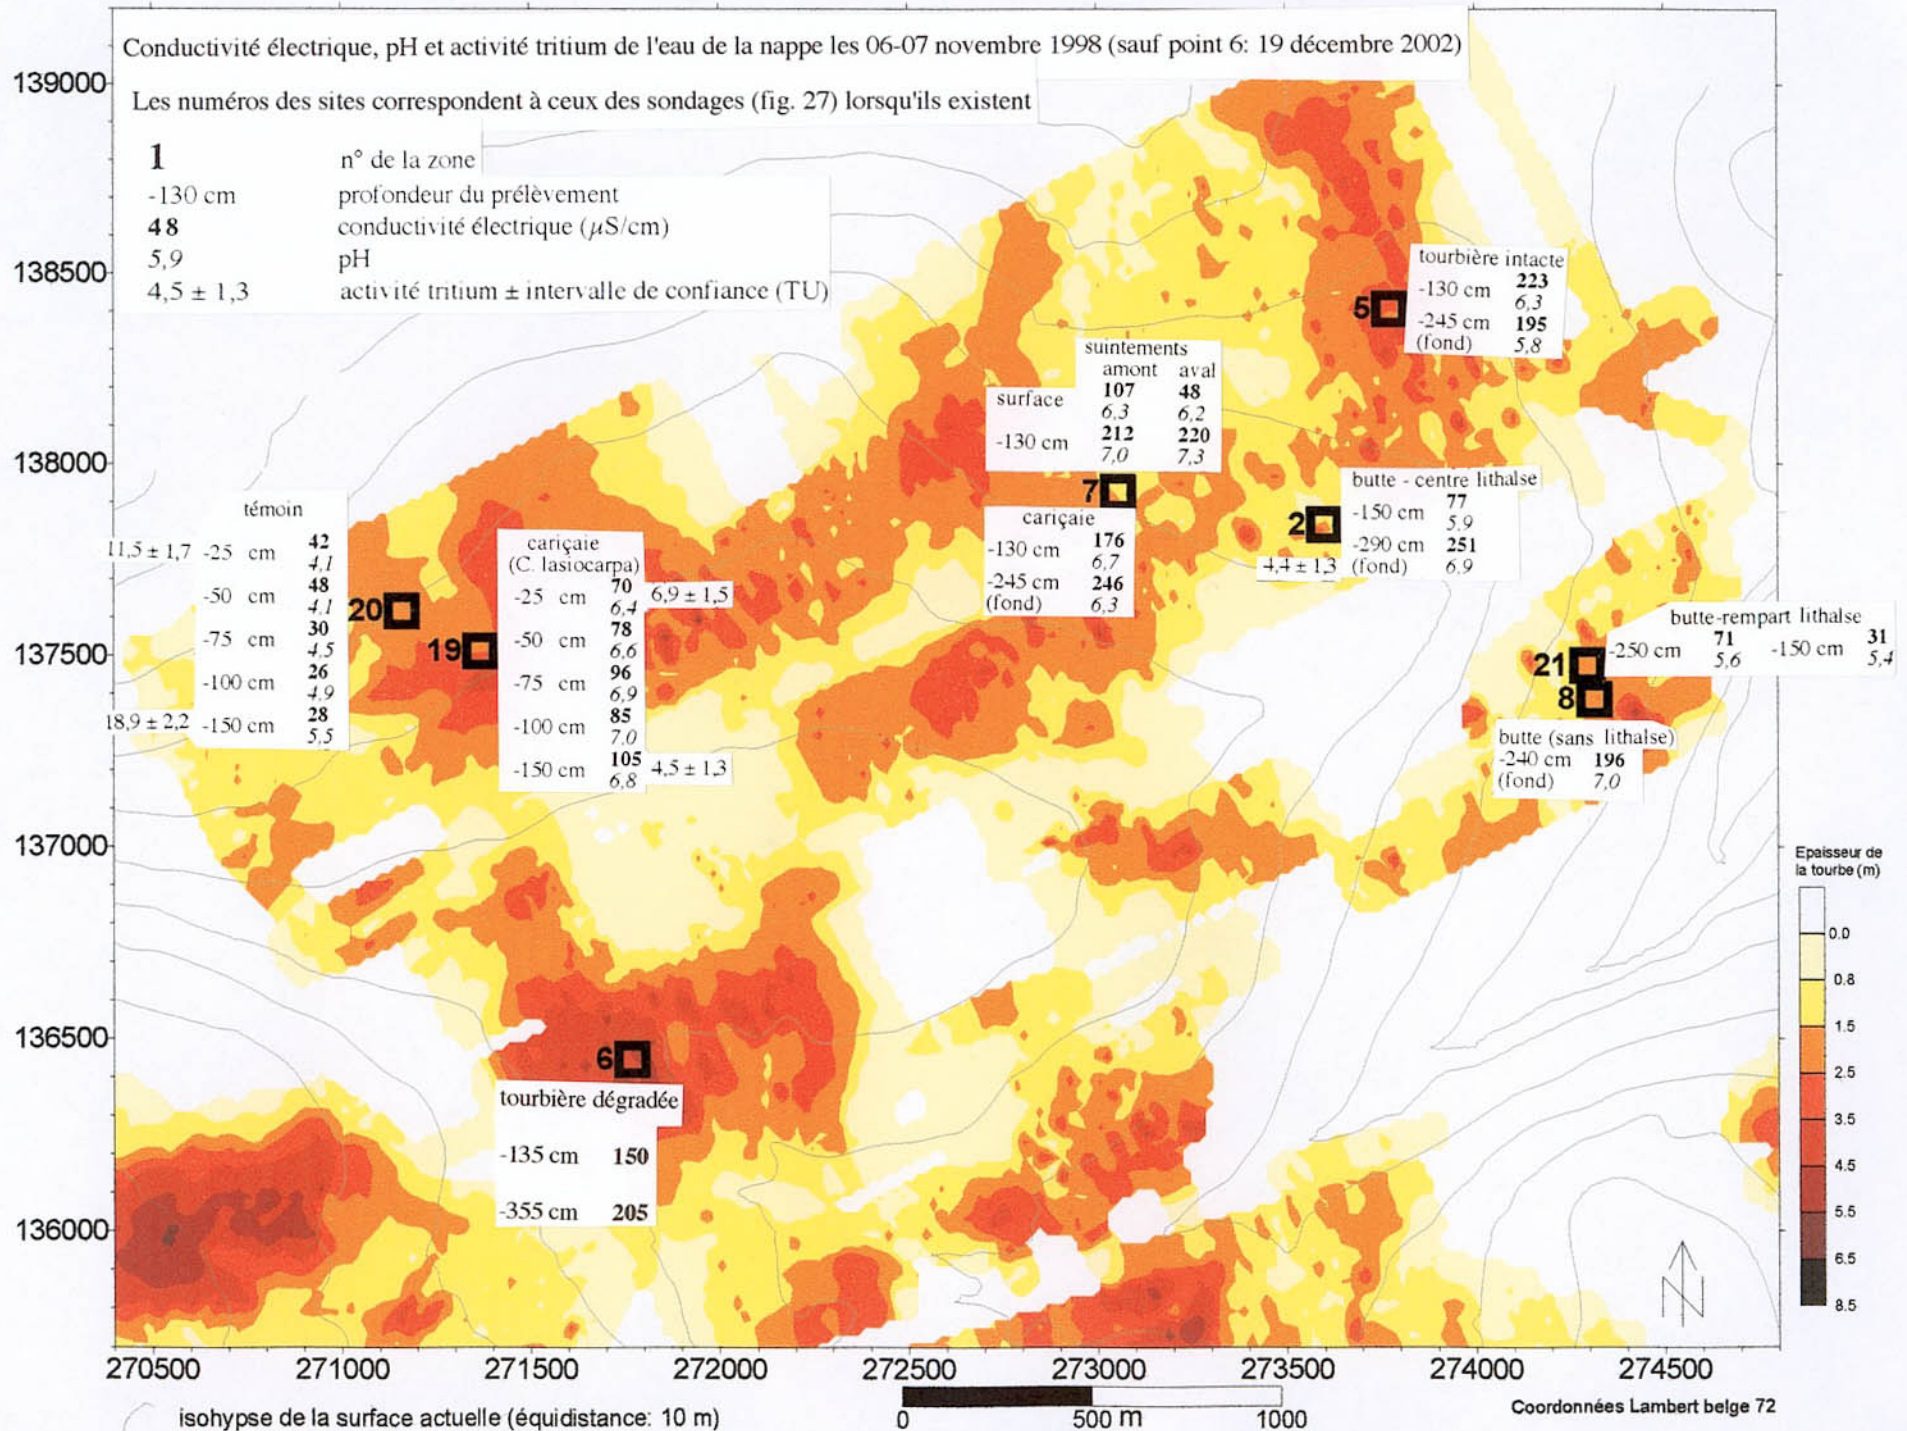 Conductivité électrique, pH et activité tritium de l'eau de la nappe les 06-07 novembre 1998 (sauf point 6: 19 décembre 2002)
Les numéros des sites correspondent à ceux des sondages (fig. 27) lorsqu'ils existent
1 n° de la zone
-130 cm profondeur du prélèvement
48 conductivité électrique (µS/cm)
5,9 pH
4,5 ± 1,3 activité tritium ± intervalle de confiance (TU)
139000
138500
138000
137500
137000
136500
136000
tourbière intacte
-130 cm 223
6,3
-245 cm 195
(fond) 5,8
5
suintements
amont aval
surface 107 48
6,3 6,2
-130 cm 212 220
7,0 7,3
7
cariçaie
-130 cm 176
6,7
-245 cm 246
(fond) 6,3
butte - centre lithalse
-150 cm 77
5.9
-290 cm 251
(fond) 6,9
2
4,4 ± 1,3
témoin
11,5 ± 1,7 -25 cm 42
4,1
-50 cm 48
4,1
-75 cm 30
4,5
-100 cm 26
4,9
18,9 ± 2,2 -150 cm 28
5,5
20
19
cariçaie
(C. lasiocarpa)
-25 cm 70
6,4 6,9 ± 1,5
-50 cm 78
6,6
-75 cm 96
6,9
-100 cm 85
7,0
-150 cm 105
6,8 4,5 ± 1,3
butte-rempart lithalse
-250 cm 71 -150 cm 31
5,6 5,4
21
8
butte (sans lithalse)
-240 cm 196
(fond) 7,0
6
tourbière dégradée
-135 cm 150
-355 cm 205
Epaisseur de
la tourbe (m)
0.0
0.8
1.5
2.5
3.5
4.5
5.5
6.5
8.5
N
270500 271000 271500 272000 272500 273000 273500 274000 274500
isohypse de la surface actuelle (équidistance: 10 m)
0 500 m 1000
Coordonnées Lambert belge 72